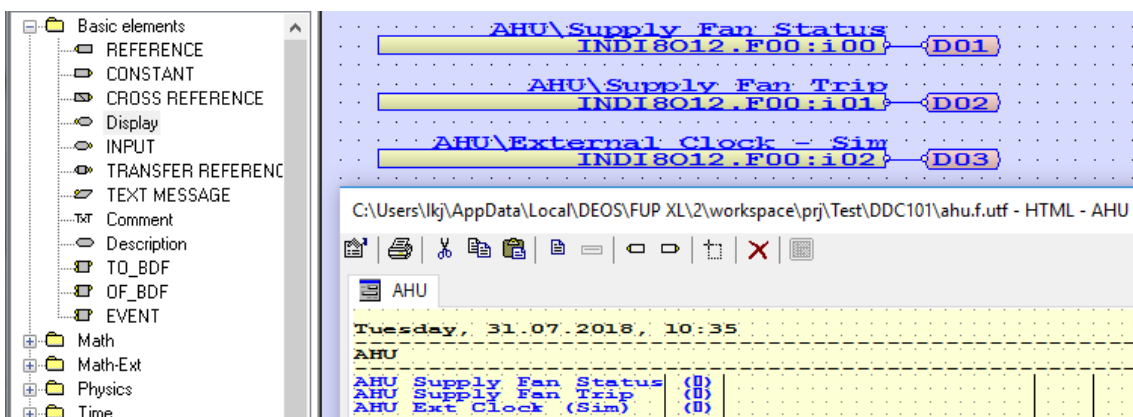 Basic elements
REFERENCE
CONSTANT
CROSS REFERENCE
Display
INPUT
TRANSFER REFERENC
TEXT MESSAGE
TxT Comment
Description
TO_BDF
OF_BDF
EVENT
Math
Math-Ext
Physics
Time
AHU\Supply Fan Status
INDI8O12.F00:i00 D01
AHU\Supply Fan Trip
INDI8O12.F00:i01 D02
AHU\External Clock - Sim
INDI8O12.F00:i02 D03
C:\Users\lkj\AppData\Local\DEOS\FUP XL\2\workspace\prj\Test\DDC101\ahu.f.utf - HTML - AHU
AHU
Tuesday, 31.07.2018, 10:35
AHU
AHU Supply Fan Status (▯)
AHU Supply Fan Trip (▯)
AHU Ext Clock (Sim) (▯)